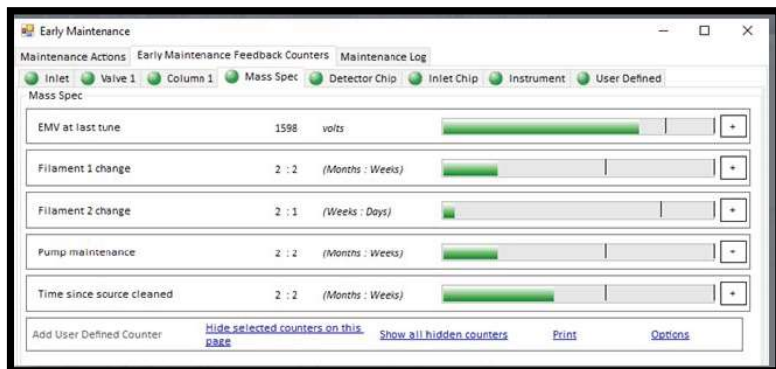 Early Maintenance
Maintenance Actions Early Maintenance Feedback Counters Maintenance Log
Inlet Valve 1 Column 1 Mass Spec Detector Chip Inlet Chip Instrument User Defined
Mass Spec
EMV at last tune 1598 volts +
Filament 1 change 2 : 2 (Months : Weeks) +
Filament 2 change 2 : 1 (Weeks : Days) +
Pump maintenance 2 : 2 (Months : Weeks) +
Time since source cleaned 2 : 2 (Months : Weeks) +
Add User Defined Counter Hide selected counters on this page Show all hidden counters Print Options